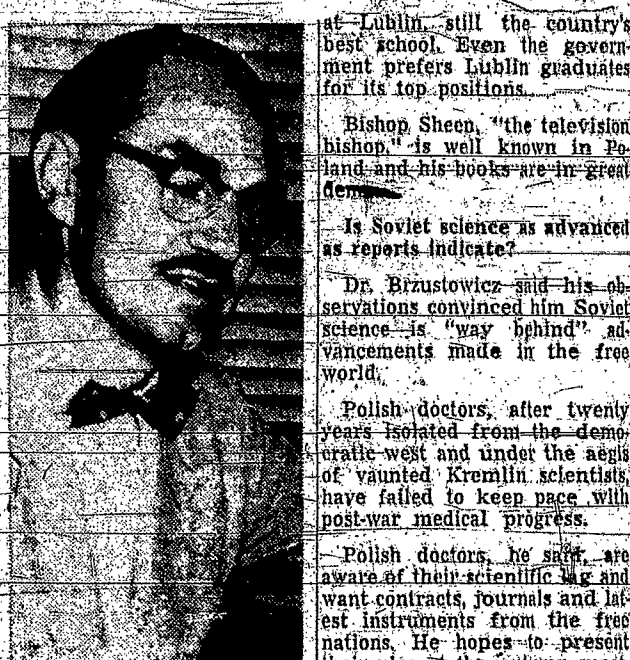 at Lublin, still the country's
best school. Even the govern-
ment prefers Lublin graduates
for its top positions.
Bishop Sheen, "the television
bishop," is well known in Po-
land and his books are in great
Is Soviet science as advanced
as reports indicate?
Dr. Brzustowicz said his ob-
servations convinced him Soviet
science is "way behind" ad-
vancements made in the free
world.
Polish doctors, after twenty
years isolated from the demo-
cratic west and under the aegis
of vaunted Kremlin scientists,
have failed to keep pace with
post-war medical progress.
Polish doctors, he said, are
aware of their scientific lag and
want contracts, journals and lat-
est instruments from the free
nations. He hopes to present